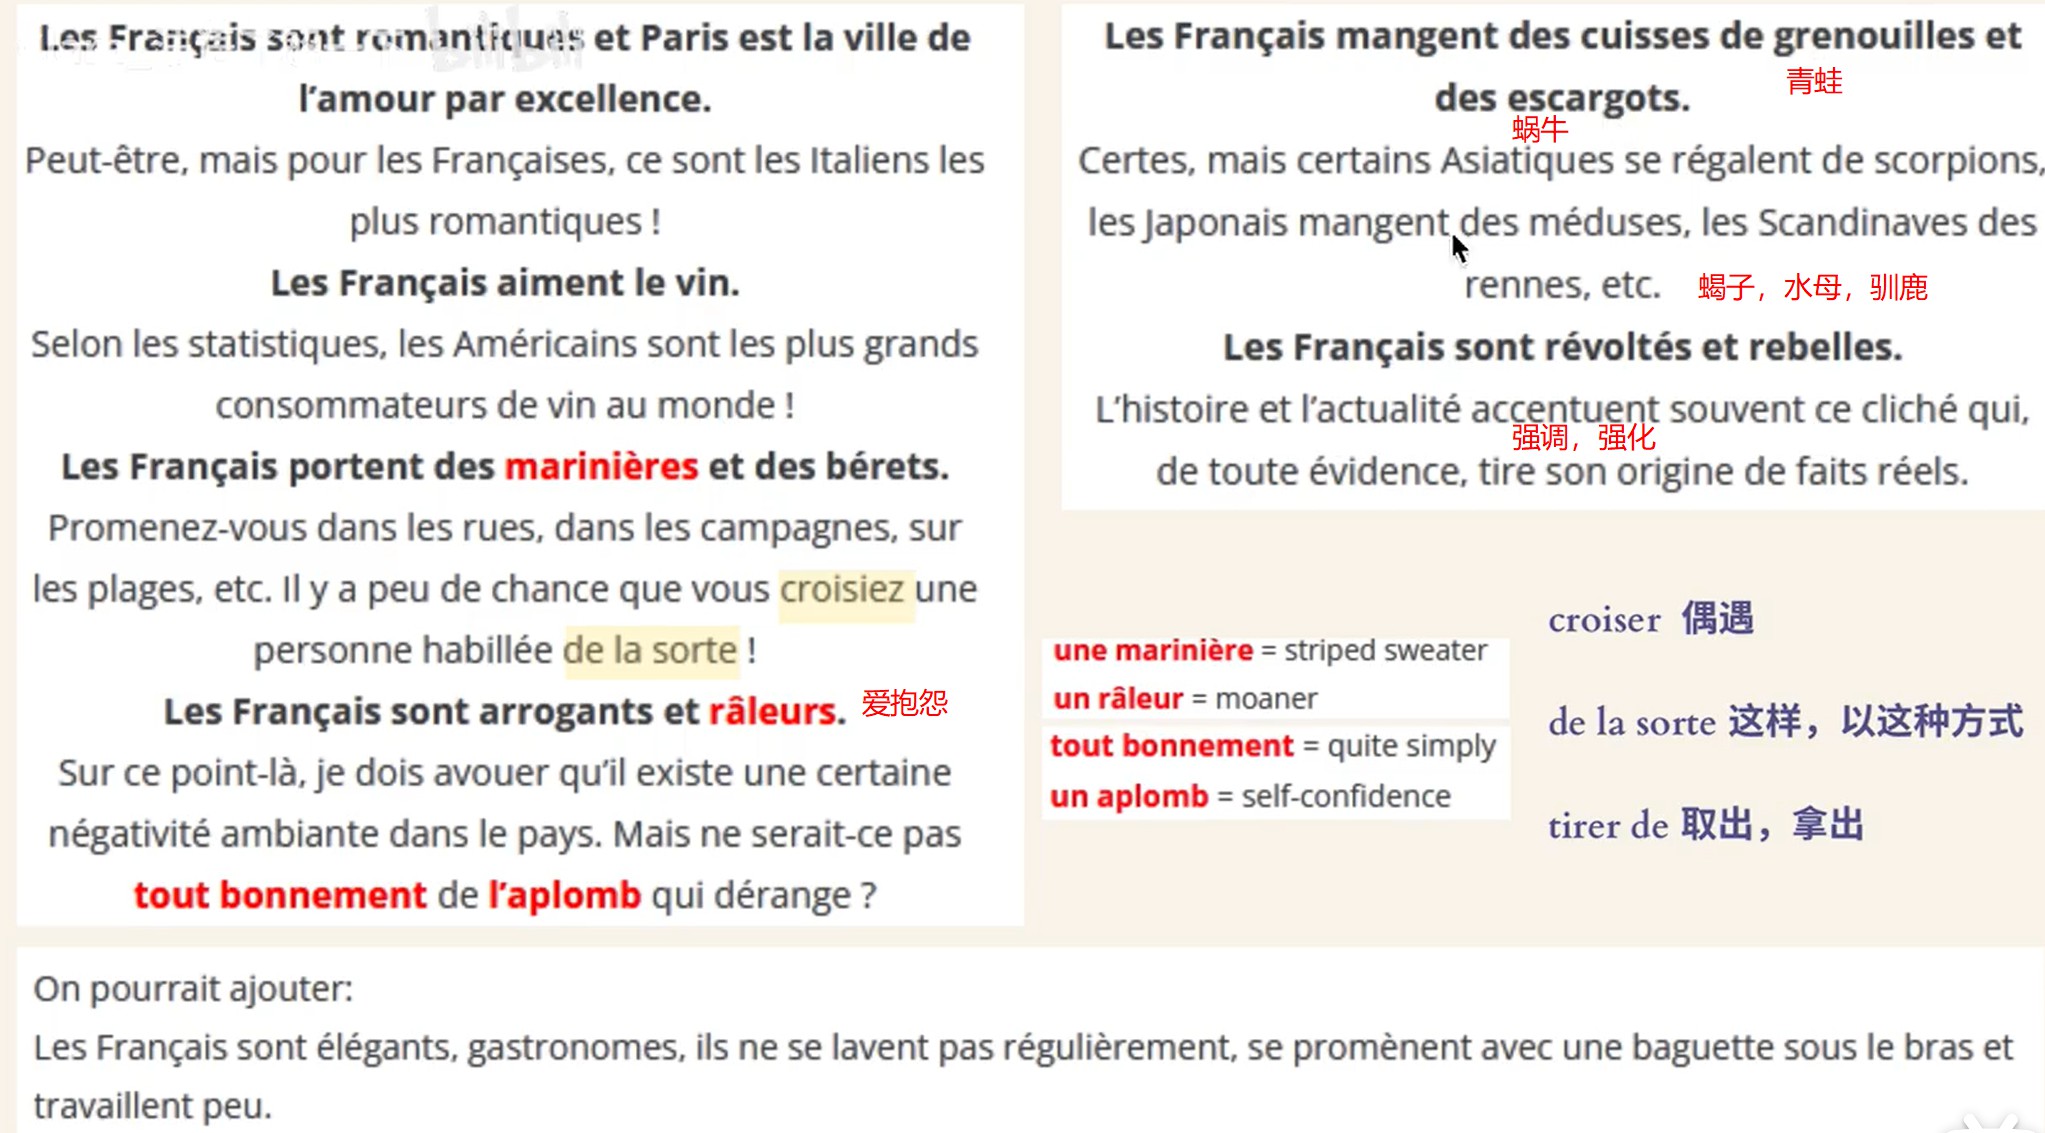 Les Français sont romantiques et Paris est la ville de
l’amour par excellence.
Peut-être, mais pour les Françaises, ce sont les Italiens les
plus romantiques !
Les Français aiment le vin.
Selon les statistiques, les Américains sont les plus grands
consommateurs de vin au monde !
Les Français portent des marinières et des bérets.
Promenez-vous dans les rues, dans les campagnes, sur
les plages, etc. Il y a peu de chance que vous croisiez une
personne habillée de la sorte !
Les Français sont arrogants et râleurs. 爱抱怨
Sur ce point-là, je dois avouer qu’il existe une certaine
négativité ambiante dans le pays. Mais ne serait-ce pas
tout bonnement de l’aplomb qui dérange ?
Les Français mangent des cuisses de grenouilles et
青蛙
des escargots.
蜗牛
Certes, mais certains Asiatiques se régalent de scorpions,
les Japonais mangent des méduses, les Scandinaves des
rennes, etc. 蝎子，水母，驯鹿
Les Français sont révoltés et rebelles.
L’histoire et l’actualité accentuent souvent ce cliché qui,
强调，强化
de toute évidence, tire son origine de faits réels.
une marinière = striped sweater
un râleur = moaner
tout bonnement = quite simply
un aplomb = self-confidence
croiser 偶遇
de la sorte 这样，以这种方式
tirer de 取出，拿出
On pourrait ajouter:
Les Français sont élégants, gastronomes, ils ne se lavent pas régulièrement, se promènent avec une baguette sous le bras et
travaillent peu.